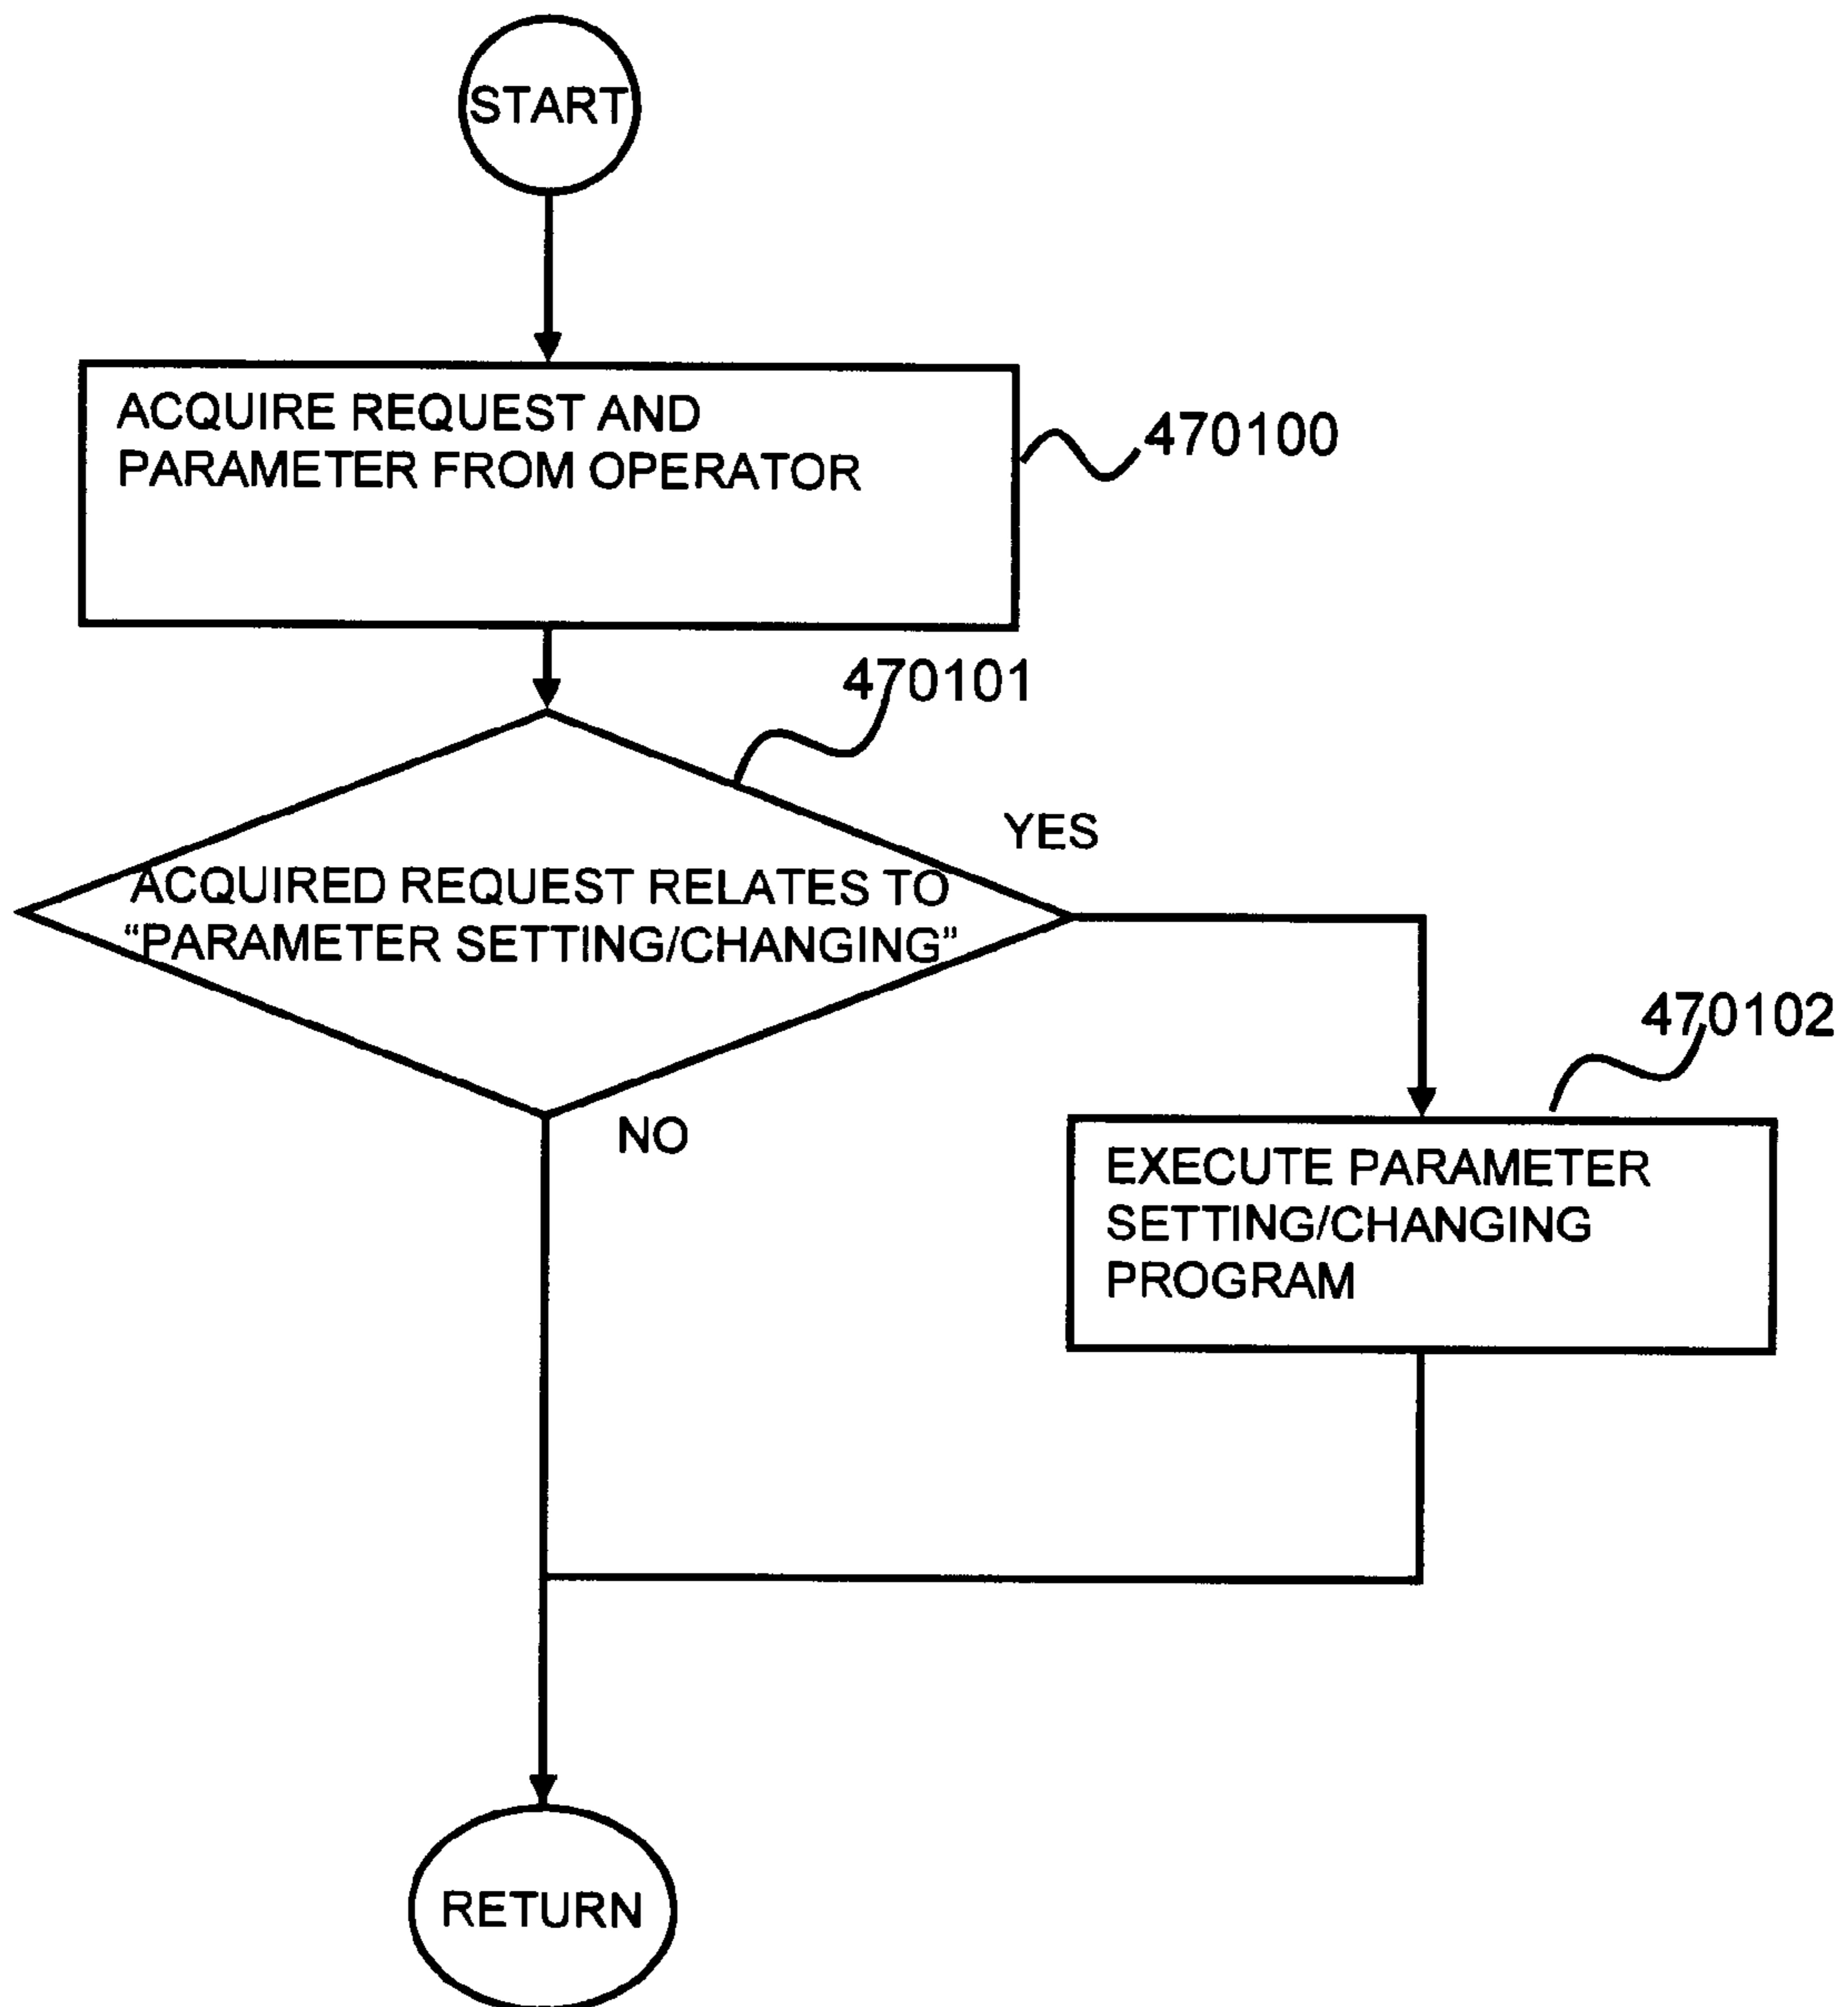 START
ACQUIRE REQUEST AND
PARAMETER FROM OPERATOR
470100
470101
YES
ACQUIRED REQUEST RELATES TO
“PARAMETER SETTING/CHANGING”
470102
NO
EXECUTE PARAMETER
SETTING/CHANGING
PROGRAM
RETURN